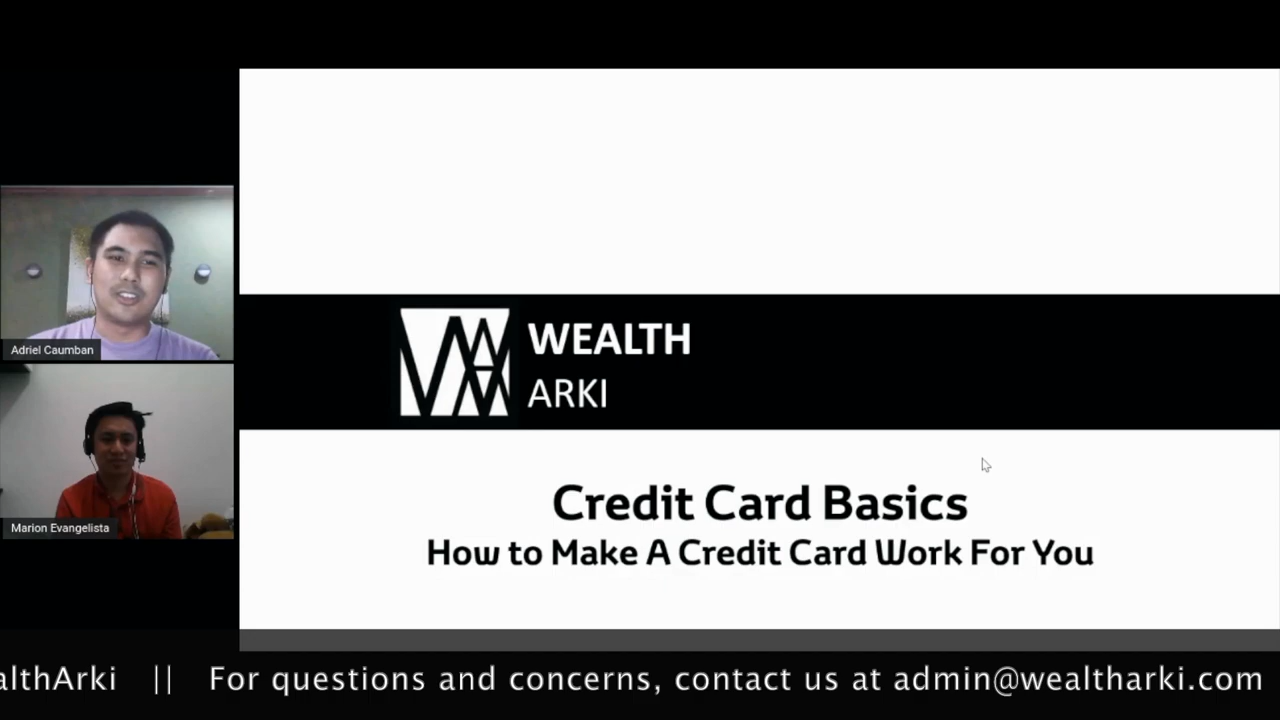 Adriel Caumban
Marion Evangelista
WEALTH
ARKI
Credit Card Basics
How to Make A Credit Card Work For You
althArki || For questions and concerns, contact us at admin@wealtharki.com